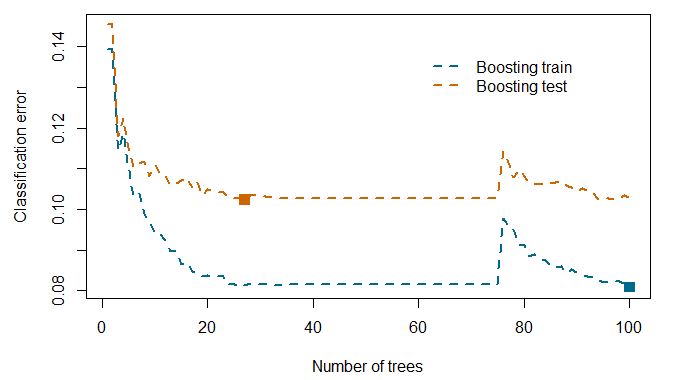 Classification error
0.14
0.12
0.10
0.08
Boosting train
Boosting test
0 20 40 60 80 100
Number of trees